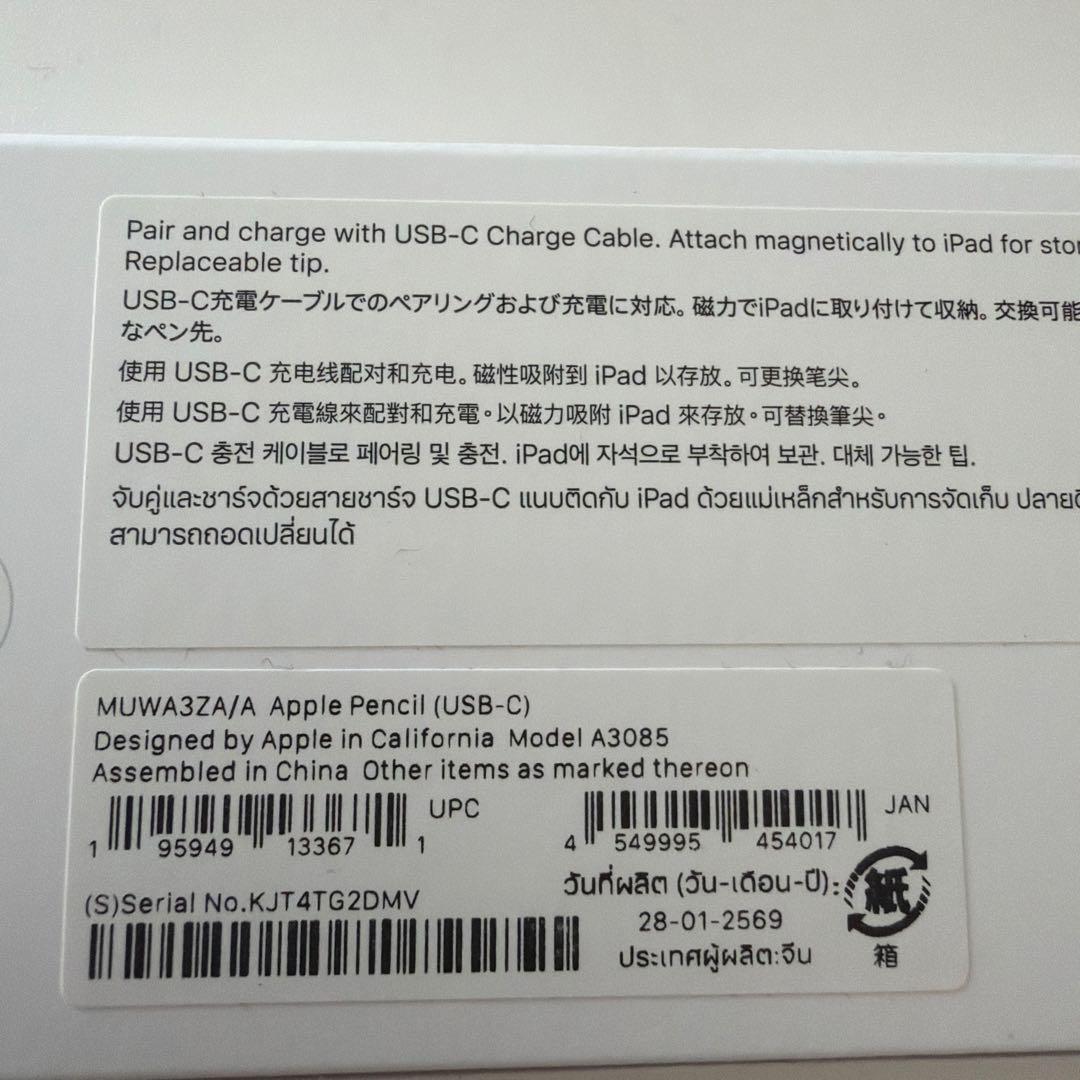 Pair and charge with USB-C Charge Cable. Attach magnetically to iPad for
Replaceable tip.
USB-C充電ケーブルでのペアリングおよび充電に対応。磁力でiPadに取り付けて収納。交換可能
なペン先。
使用 USB-C 充电线配对和充电。磁性吸附到 iPad 以存放。可更换笔尖。
使用 USB-C 充電線來配對和充電。以磁力吸附 iPad 來存放。可替換筆尖。
USB-C 충전 케이블로 페어링 및 충전. iPad에 자석으로 부착하여 보관. 대체 가능한 팁.
จับคู่และชาร์จด้วยสายชาร์จ USB-C แนบติดกับ iPad ด้วยแม่เหล็กสำหรับการจัดเก็บ
สามารถถอดเปลี่ยนได้
MUWA3ZA/A Apple Pencil (USB-C)
Designed by Apple in California Model A3085
Assembled in China Other items as marked thereon
UPC
1 95949 13367 1
JAN
4 549995 454017
(S)Serial No.KJT4TG2DMV
วันที่ผลิต (วัน-เดือน-ปี):
28-01-2569
ประเทศผู้ผลิต:จีน
紙
箱